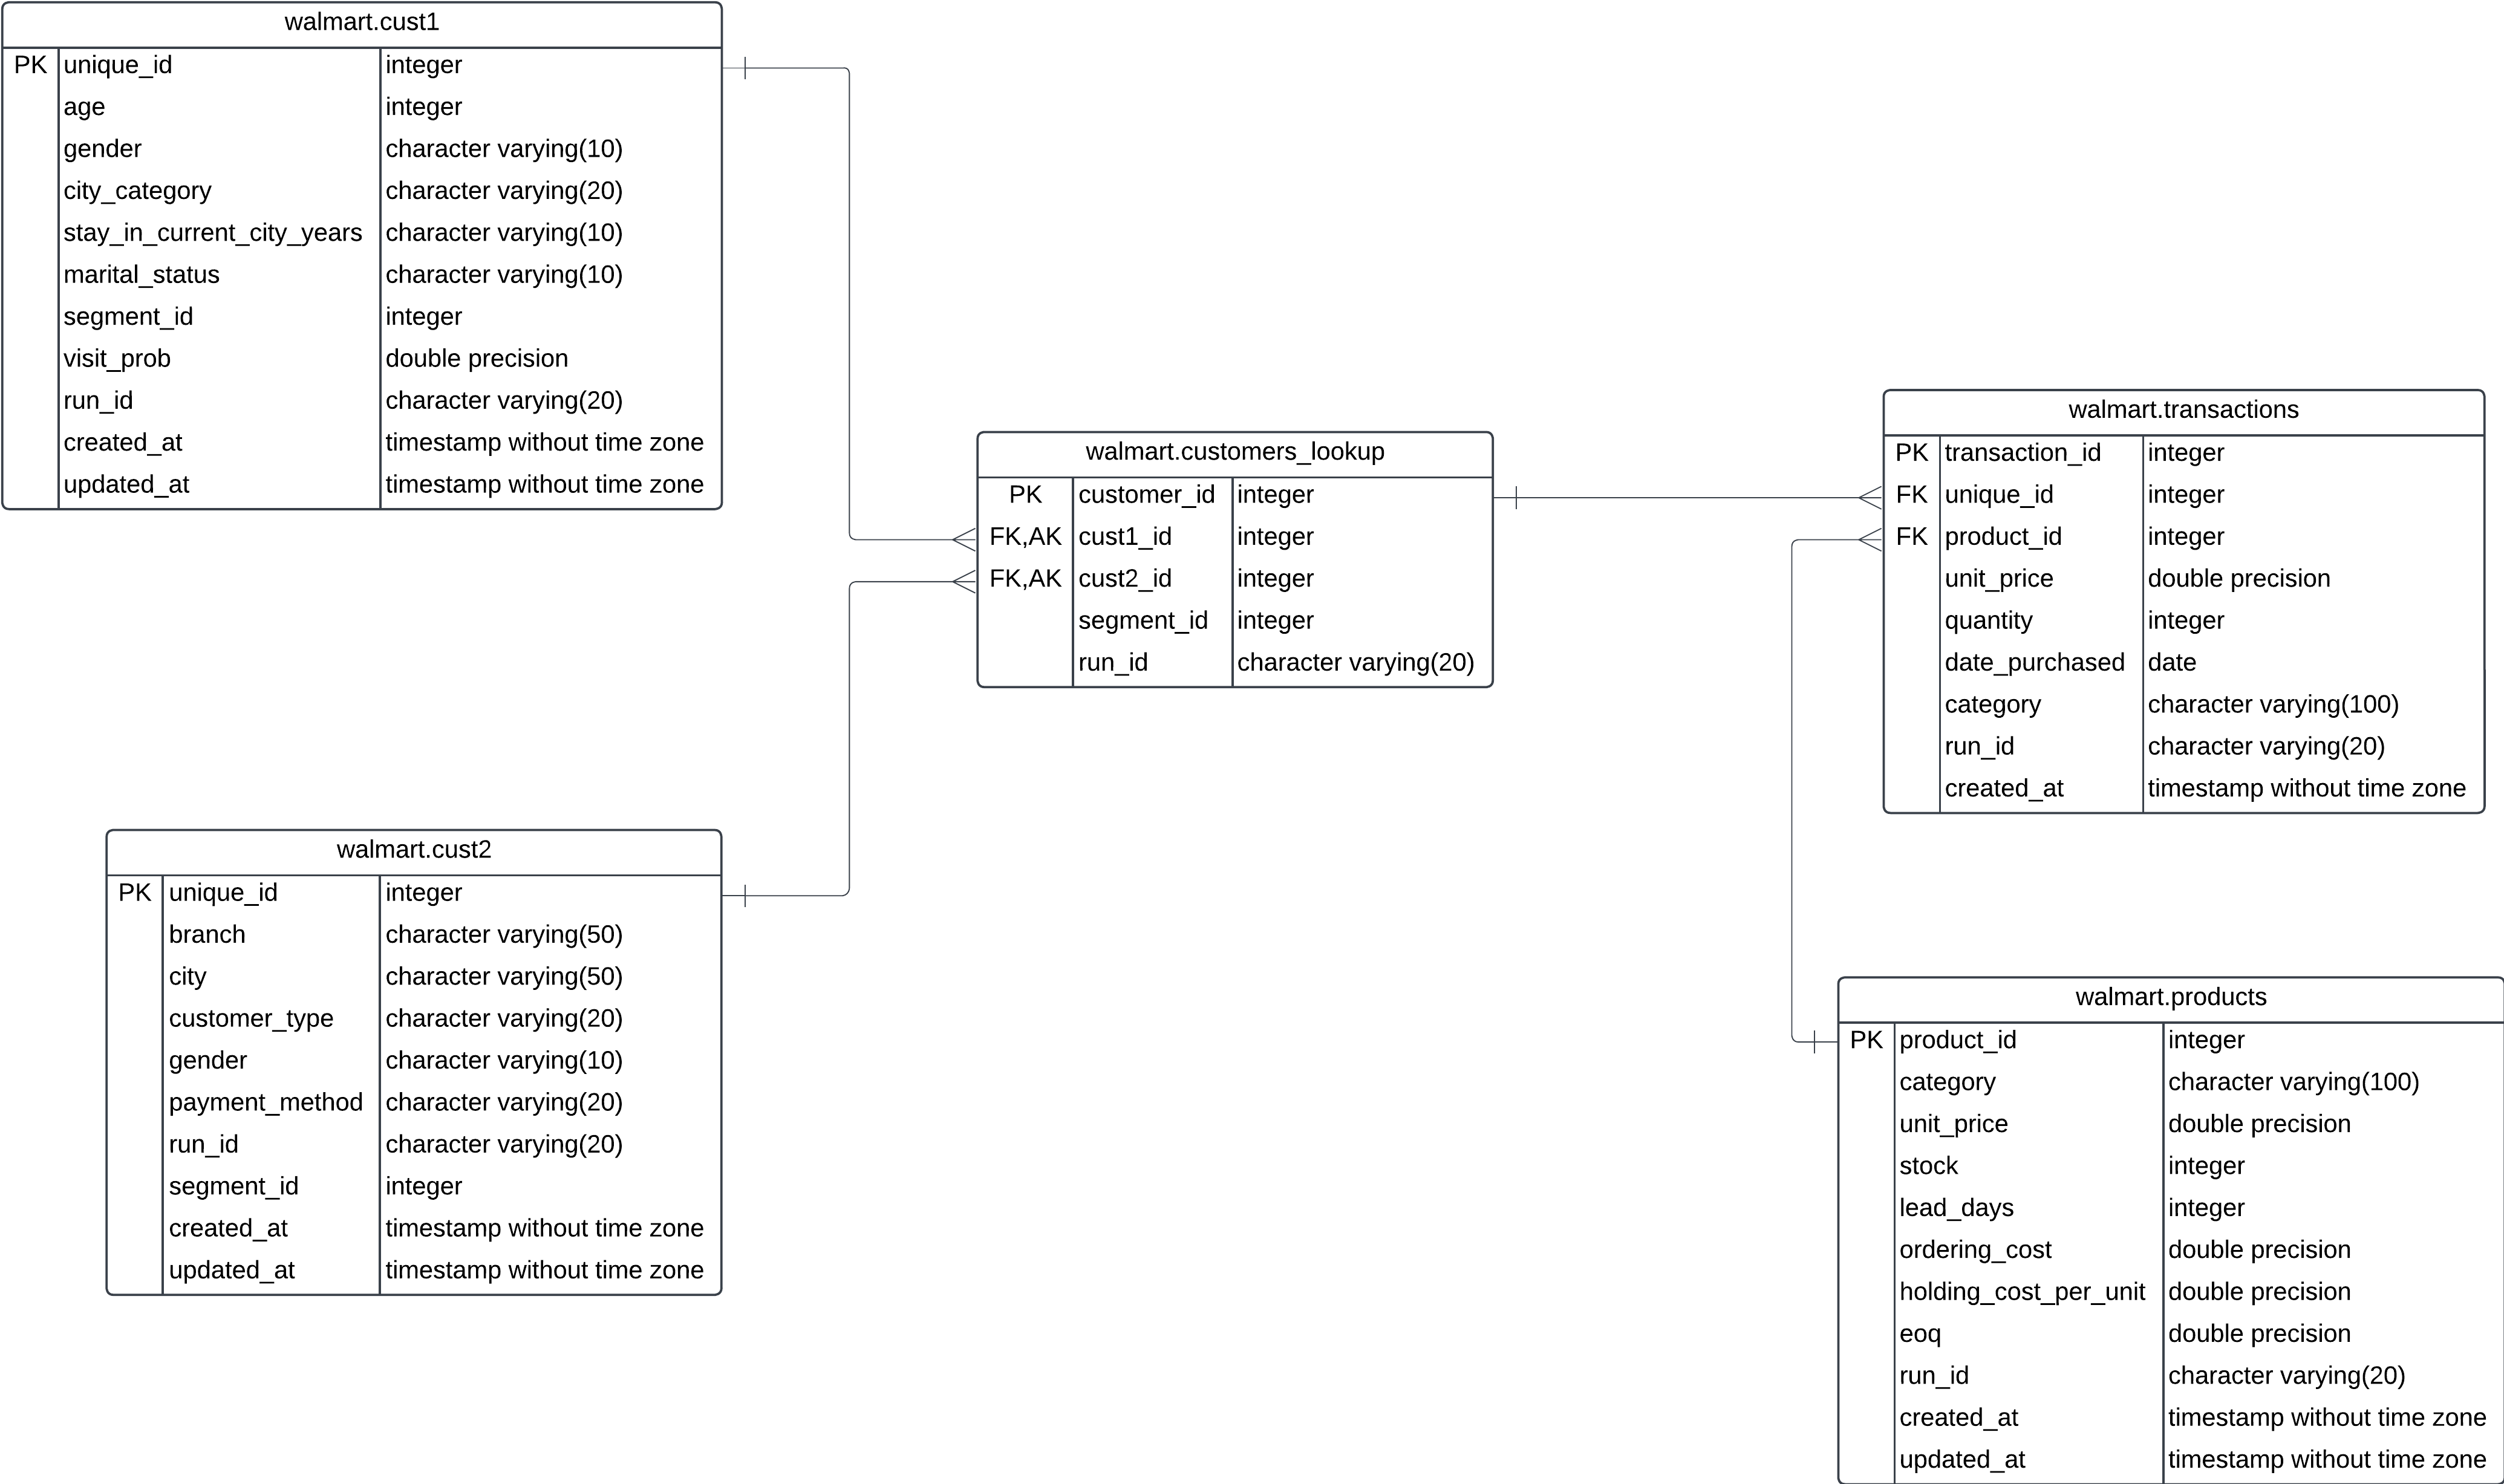 walmart.cust1
PK unique_id integer
age integer
gender character varying(10)
city_category character varying(20)
stay_in_current_city_years character varying(10)
marital_status character varying(10)
segment_id integer
visit_prob double precision
run_id character varying(20)
created_at timestamp without time zone
updated_at timestamp without time zone
walmart.customers_lookup
PK customer_id integer
FK,AK cust1_id integer
FK,AK cust2_id integer
segment_id integer
run_id character varying(20)
walmart.transactions
PK transaction_id integer
FK unique_id integer
FK product_id integer
unit_price double precision
quantity integer
date_purchased date
category character varying(100)
run_id character varying(20)
created_at timestamp without time zone
walmart.cust2
PK unique_id integer
branch character varying(50)
city character varying(50)
customer_type character varying(20)
gender character varying(10)
payment_method character varying(20)
run_id character varying(20)
segment_id integer
created_at timestamp without time zone
updated_at timestamp without time zone
walmart.products
PK product_id integer
category character varying(100)
unit_price double precision
stock integer
lead_days integer
ordering_cost double precision
holding_cost_per_unit double precision
eoq double precision
run_id character varying(20)
created_at timestamp without time zone
updated_at timestamp without time zone